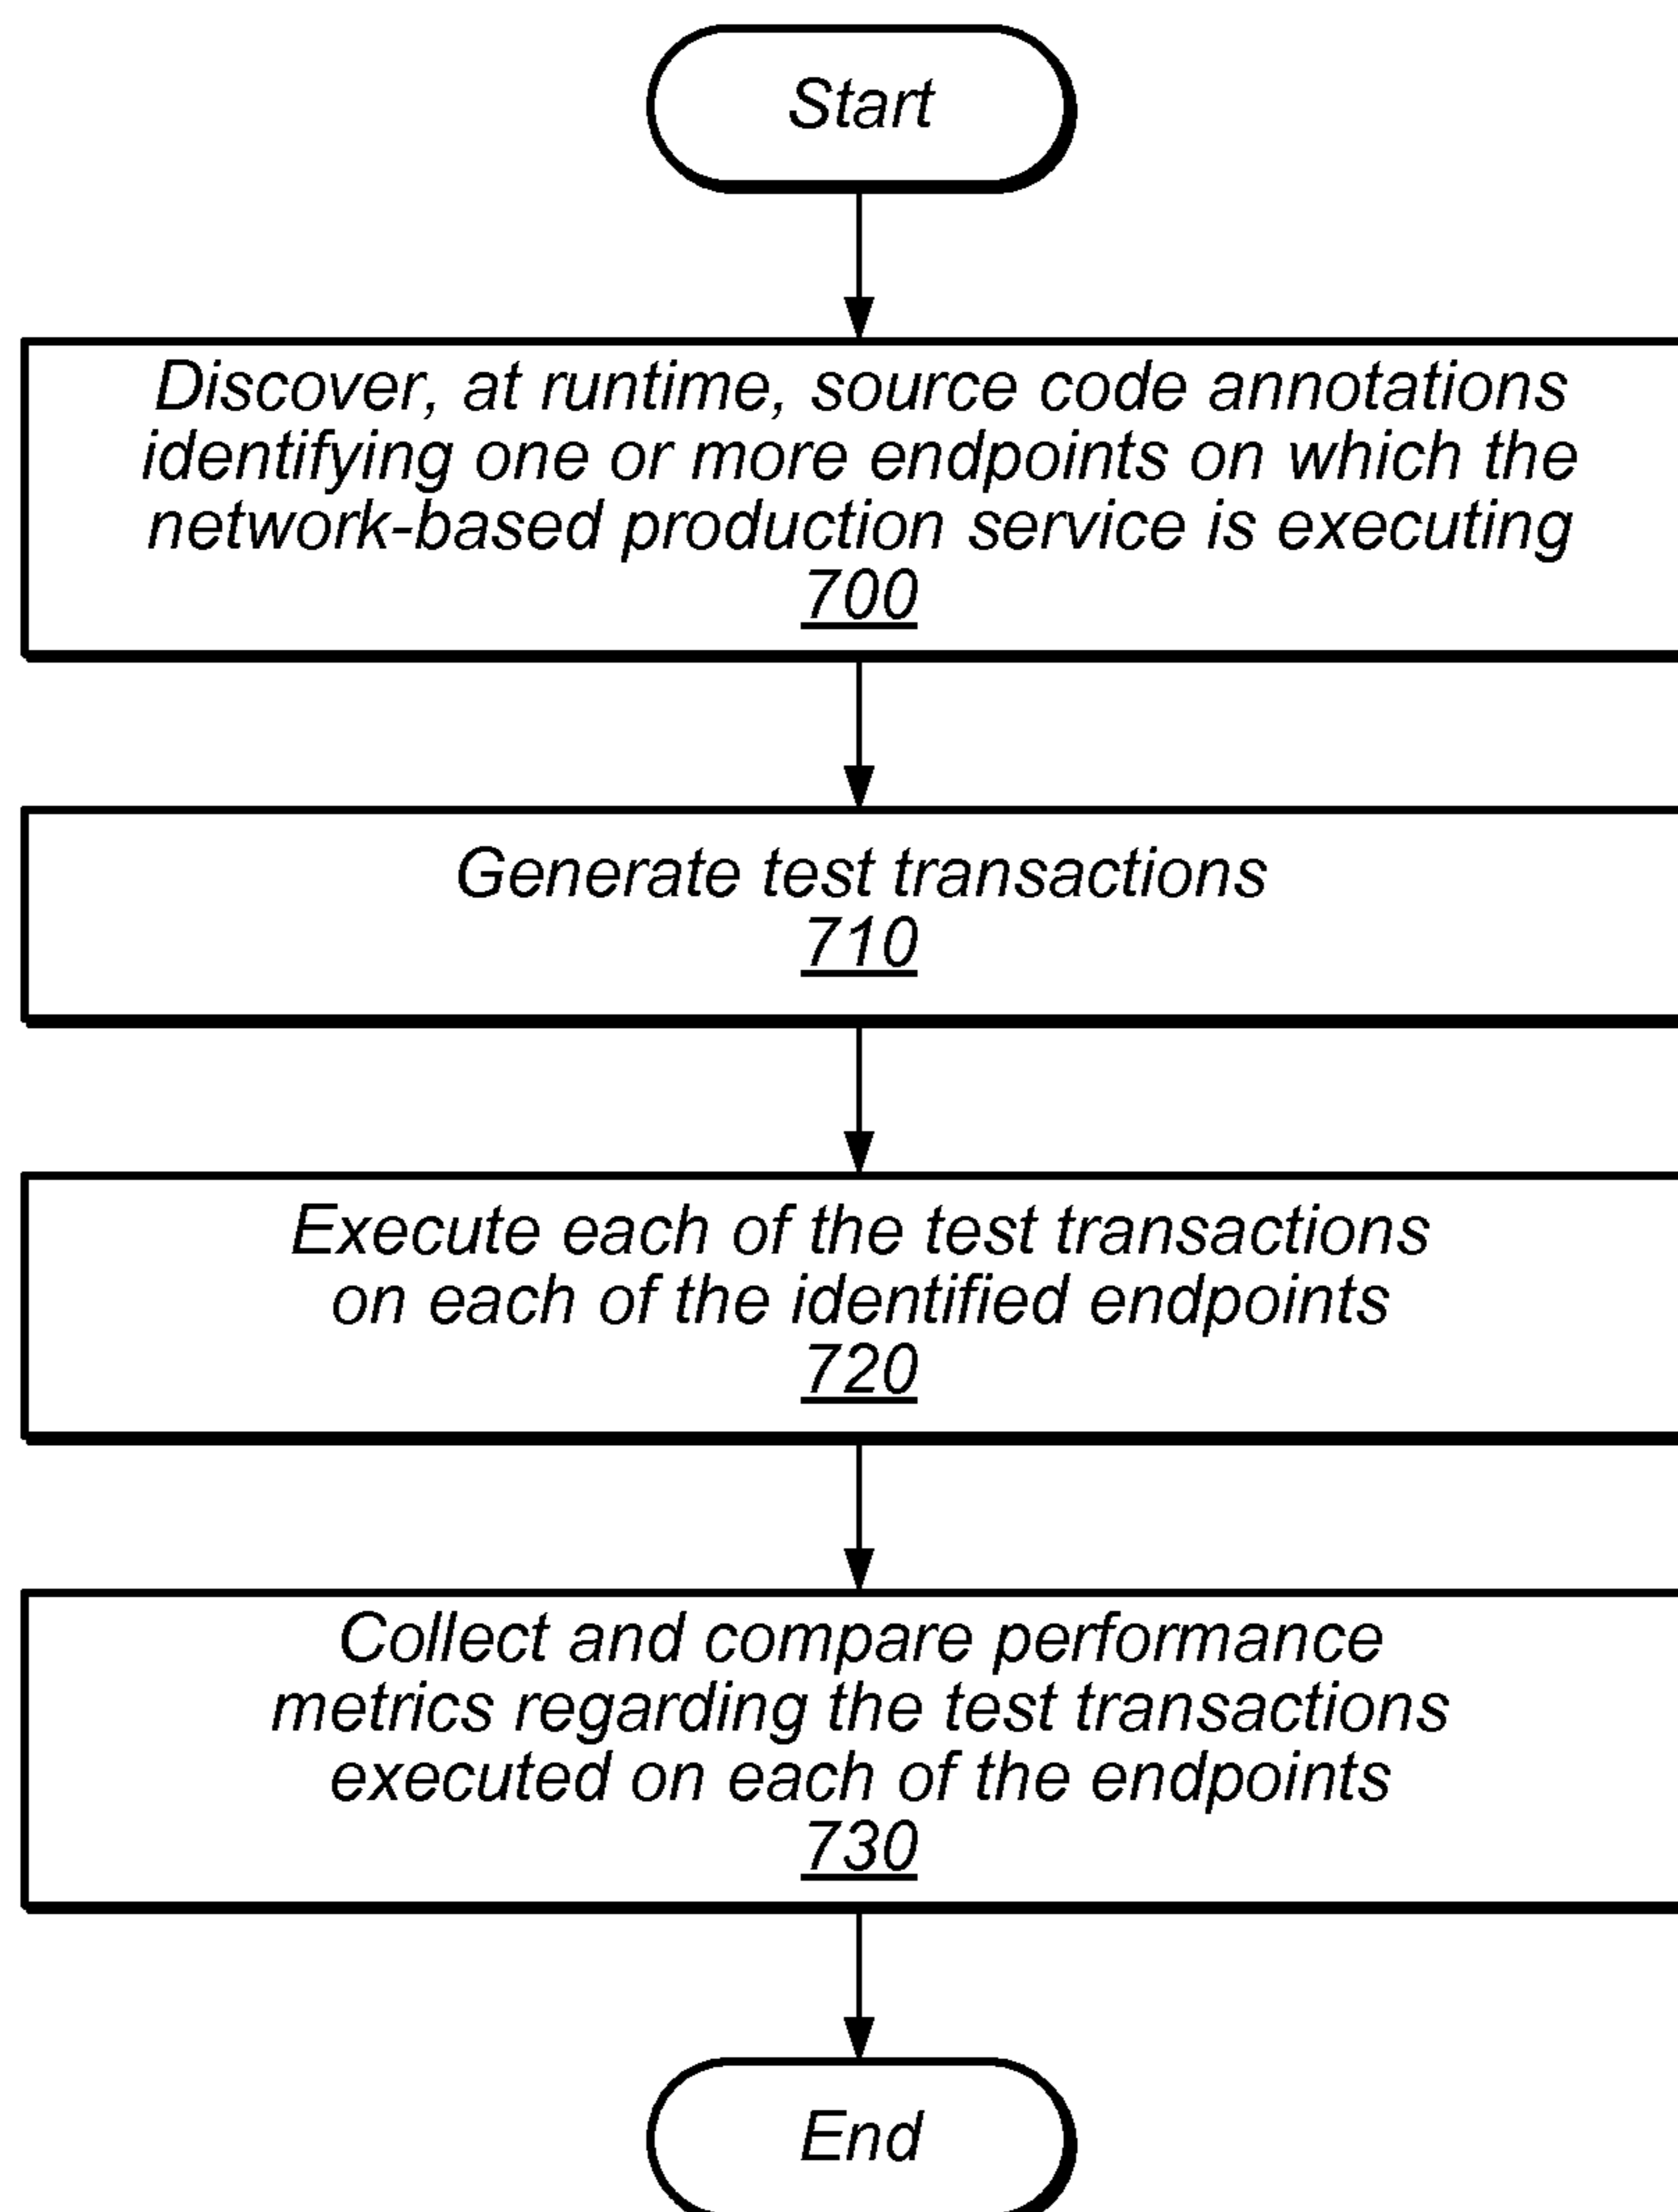 Start
Discover, at runtime, source code annotations
identifying one or more endpoints on which the
network-based production service is executing
700
Generate test transactions
710
Execute each of the test transactions
on each of the identified endpoints
720
Collect and compare performance
metrics regarding the test transactions
executed on each of the endpoints
730
End